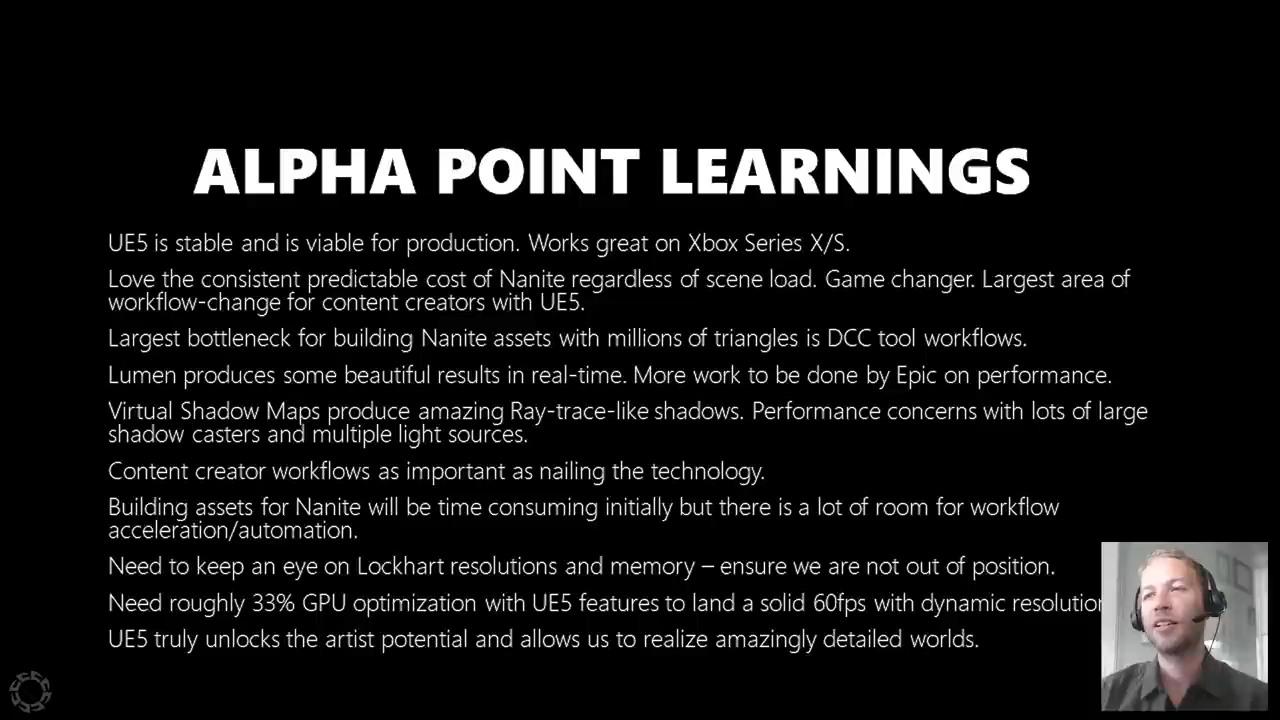 ALPHA POINT LEARNINGS
UE5 is stable and is viable for production. Works great on Xbox Series X/S.
Love the consistent predictable cost of Nanite regardless of scene load. Game changer. Largest area of
workflow-change for content creators with UE5.
Largest bottleneck for building Nanite assets with millions of triangles is DCC tool workflows.
Lumen produces some beautiful results in real-time. More work to be done by Epic on performance.
Virtual Shadow Maps produce amazing Ray-trace-like shadows. Performance concerns with lots of large
shadow casters and multiple light sources.
Content creator workflows as important as nailing the technology.
Building assets for Nanite will be time consuming initially but there is a lot of room for workflow
acceleration/automation.
Need to keep an eye on Lockhart resolutions and memory – ensure we are not out of position.
Need roughly 33% GPU optimization with UE5 features to land a solid 60fps with dynamic resolution
UE5 truly unlocks the artist potential and allows us to realize amazingly detailed worlds.